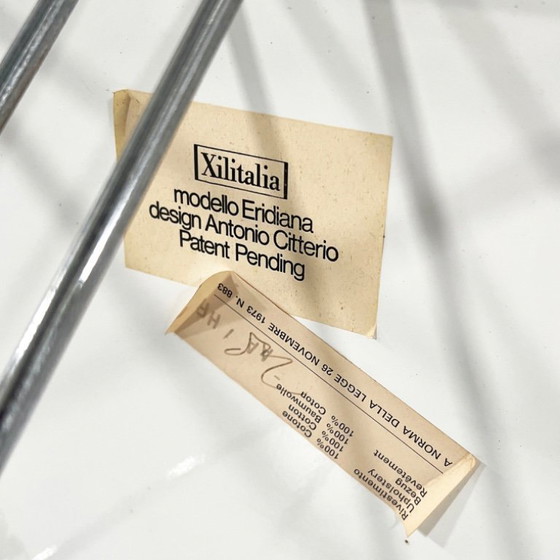 Xilitalia
modello Eridiana
design Antonio Citterio
Patent Pending
A NORMA DELLA LEGGE 26 NOVEMBRE 1973 N. 883
Rivestimento 100% Cotone
Upholstery 100% Cotton
Bezug 100% Baumwolle
Revêtement 100% Coton